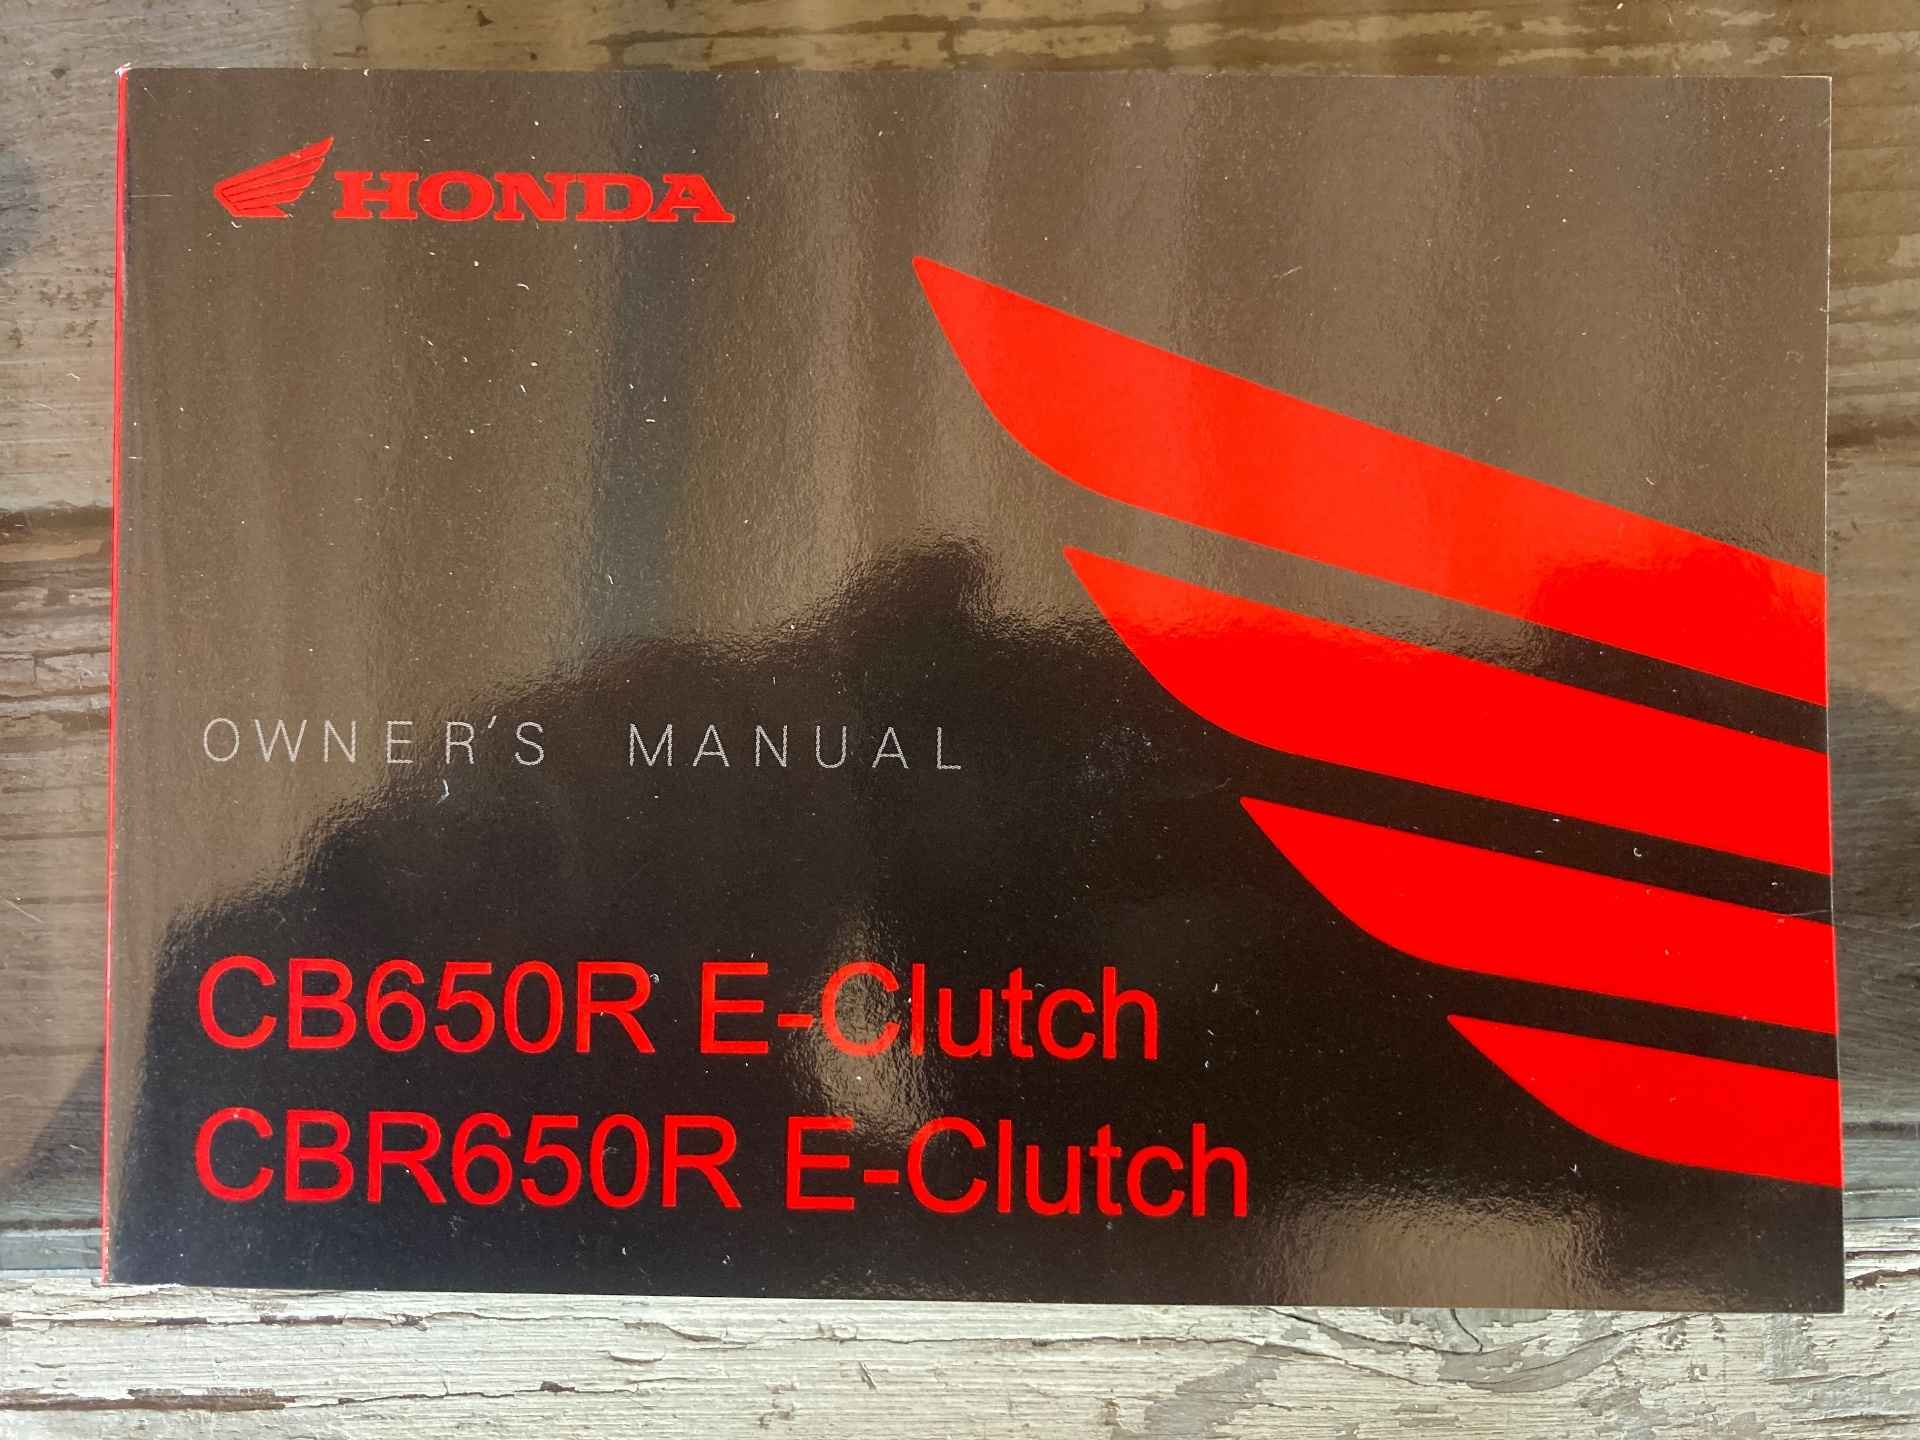 HONDA
OWNER'S MANUAL
CB650R E-Clutch
CBR650R E-Clutch